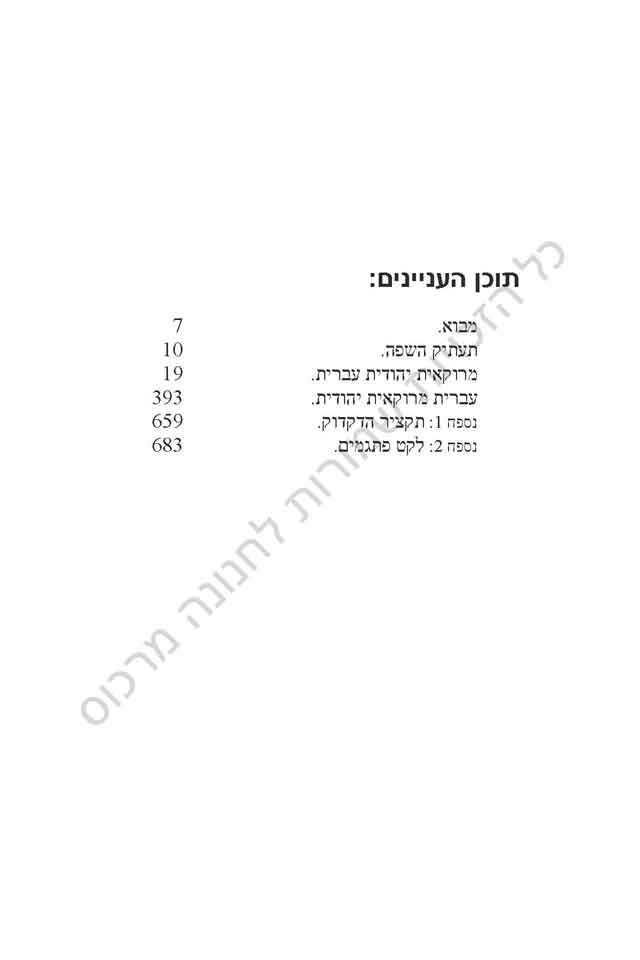 תוכן העניינים:
מבוא. 7
תעתיק השפה. 10
מרוקאית יהודית עברית. 19
עברית מרוקאית יהודית. 393
נספח 1: תקציר הדקדוק. 659
נספח 2: לקט פתגמים. 683
כל הזכויות שמורות לחנונה מרכוס